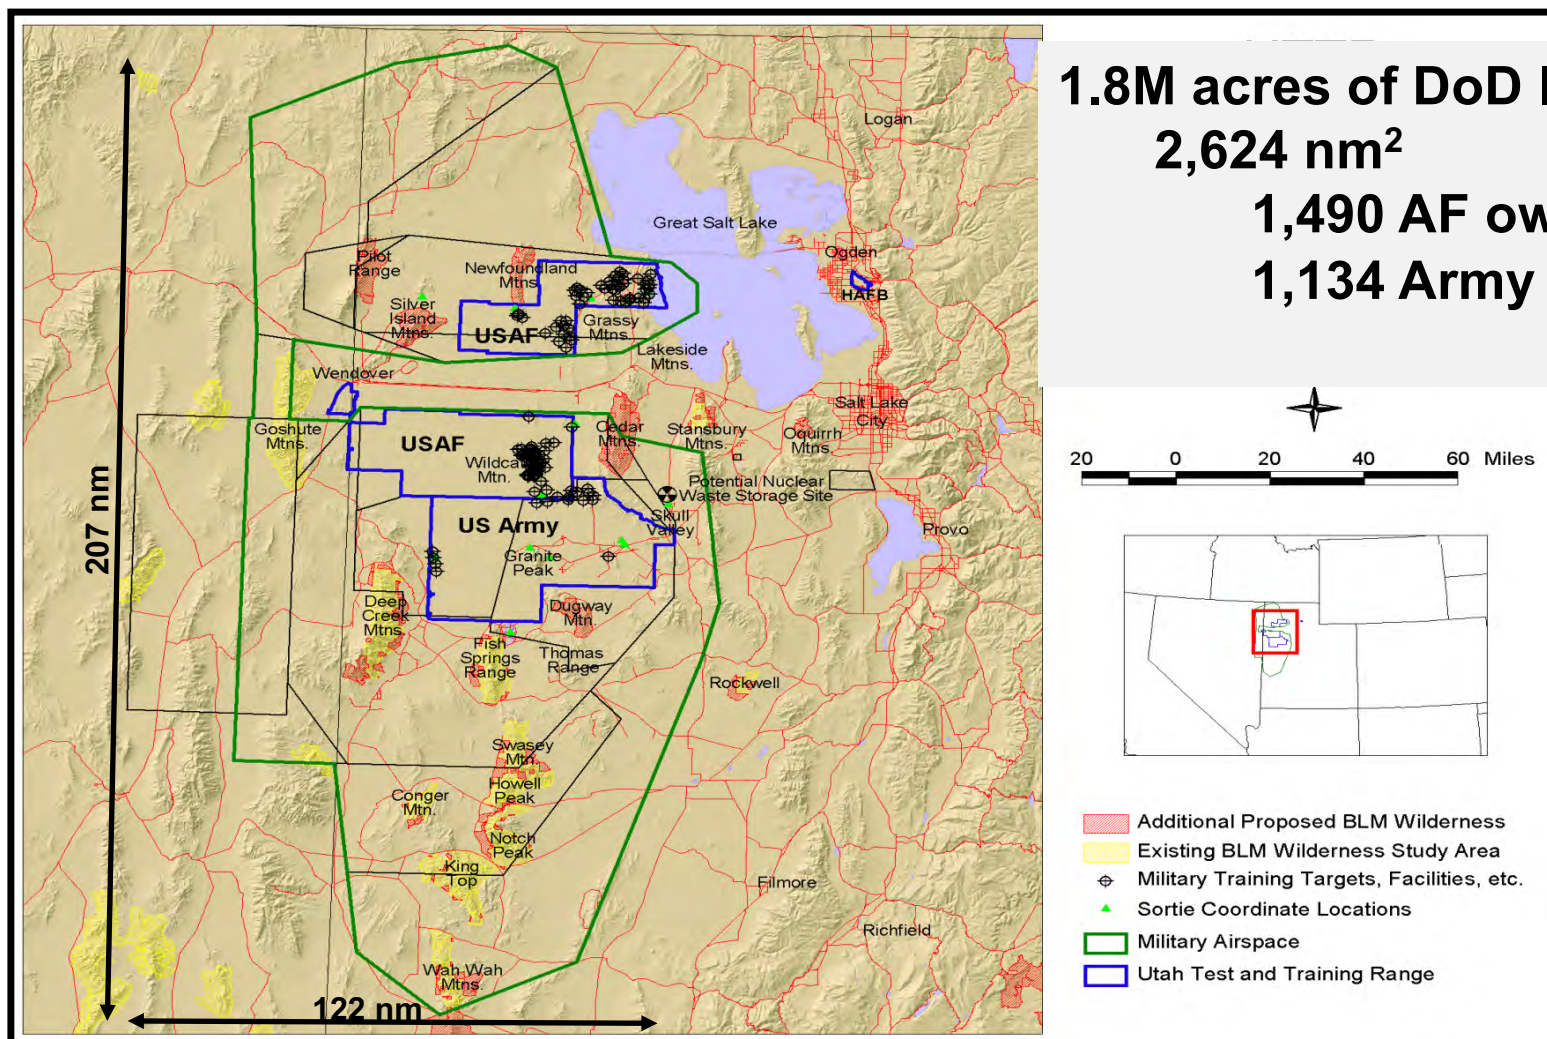 1.8M acres of DoD
2,624 nm²
1,490 AF
1,134 Army
Logan
Great Salt Lake
Ogden
HAFB
Pilot
Range
Newfoundland
Mtns.
Silver
Island
Mtns.
USAF
Grassy
Mtns.
Lakeside
Mtns.
Wendover
Salt Lake
City
Goshute
Mtns.
USAF
Cedar
Mtns.
Stansbury
Mtns.
Oquirrh
Mtns.
Wildcat
Mtn.
Potential Nuclear
Waste Storage Site
US Army
Skull
Valley
Provo
Granite
Peak
207 nm
Deep
Creek
Mtns.
Dugway
Mtn.
Fish
Springs
Range
Thomas
Range
Rockwell
Swasey
Mtn.
Howell
Peak
Conger
Mtn.
Notch
Peak
King
Top
Filmore
Richfield
Wah Wah
Mtns.
122 nm
20 0 20 40 60 Miles
Additional Proposed BLM Wilderness
Existing BLM Wilderness Study Area
Military Training Targets, Facilities, etc.
Sortie Coordinate Locations
Military Airspace
Utah Test and Training Range